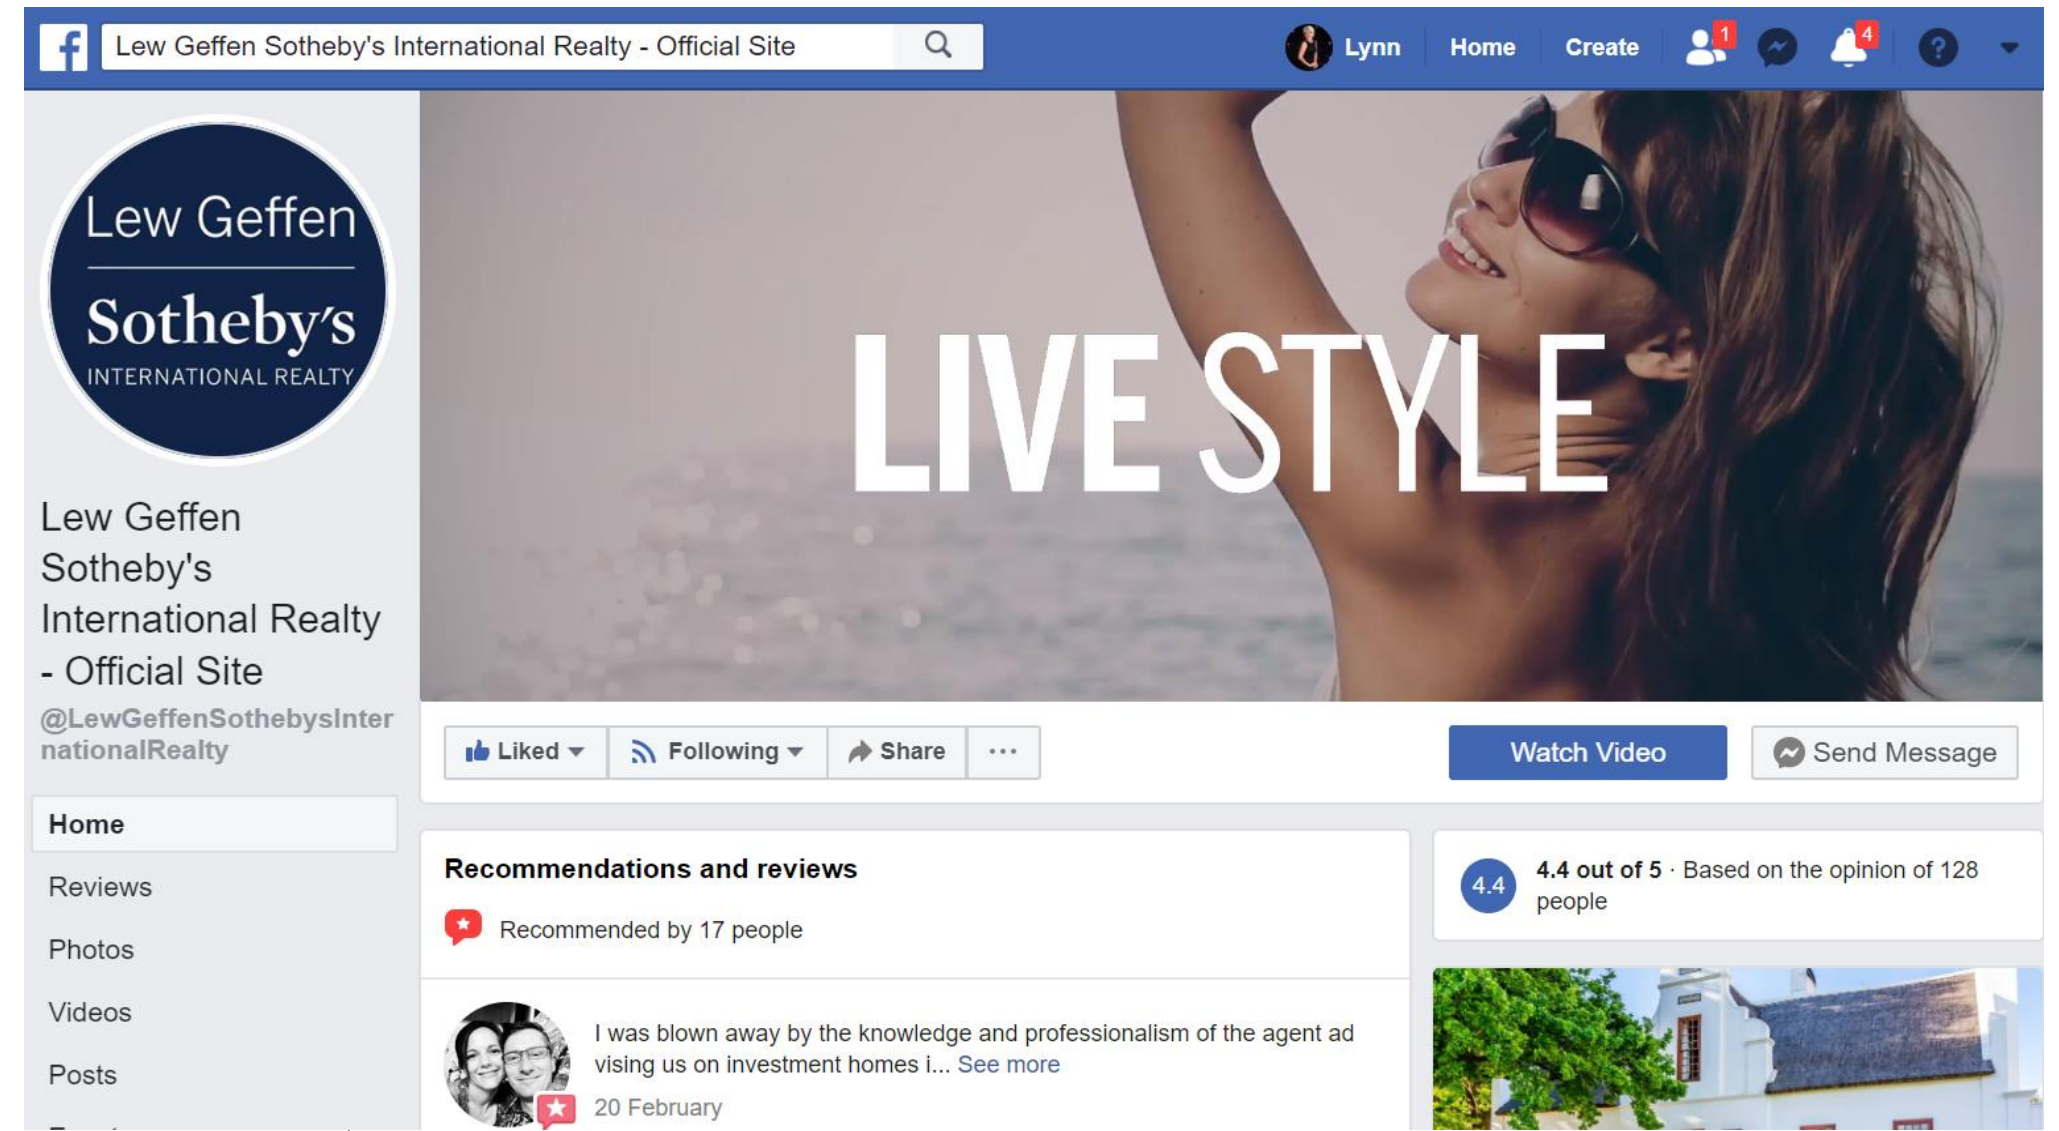 Lew Geffen Sotheby's International Realty - Official Site
Lynn
Home
Create
1
4
Lew Geffen
Sotheby's
INTERNATIONAL REALTY
LIVE STYLE
Lew Geffen
Sotheby's
International Realty
- Official Site
@LewGeffenSothebysInter
nationalRealty
Liked
Following
Share
Watch Video
Send Message
Home
Reviews
Photos
Videos
Posts
Recommendations and reviews
Recommended by 17 people
I was blown away by the knowledge and professionalism of the agent ad
vising us on investment homes i... See more
20 February
4.4
4.4 out of 5 · Based on the opinion of 128
people